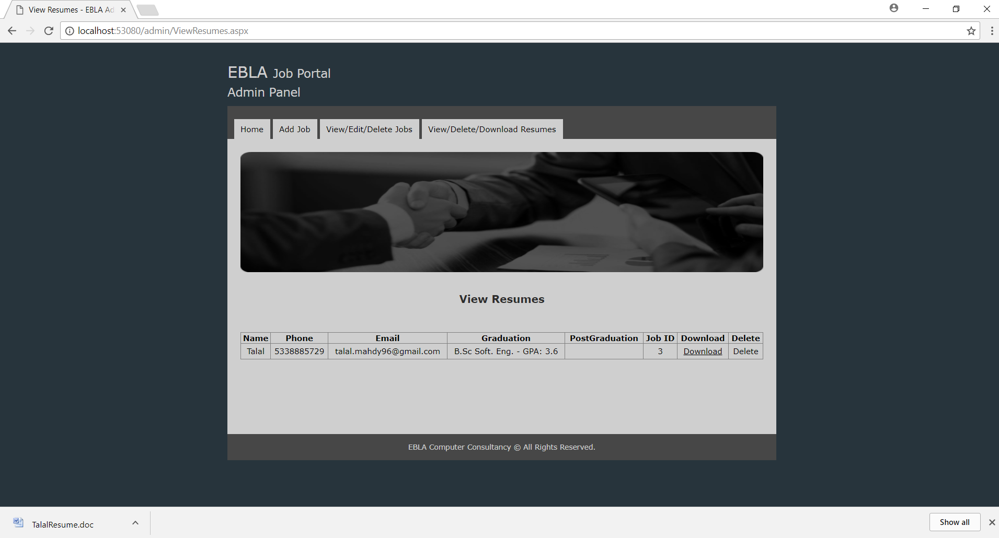 View Resumes - EBLA Ad
localhost:53080/admin/ViewResumes.aspx
EBLA Job Portal
Admin Panel
Home Add Job View/Edit/Delete Jobs View/Delete/Download Resumes
View Resumes
Name Phone Email Graduation PostGraduation Job ID Download Delete
Talal 5338885729 talal.mahdy96@gmail.com B.Sc Soft. Eng. - GPA: 3.6 3 Download Delete
EBLA Computer Consultancy © All Rights Reserved.
TalalResume.doc Show all